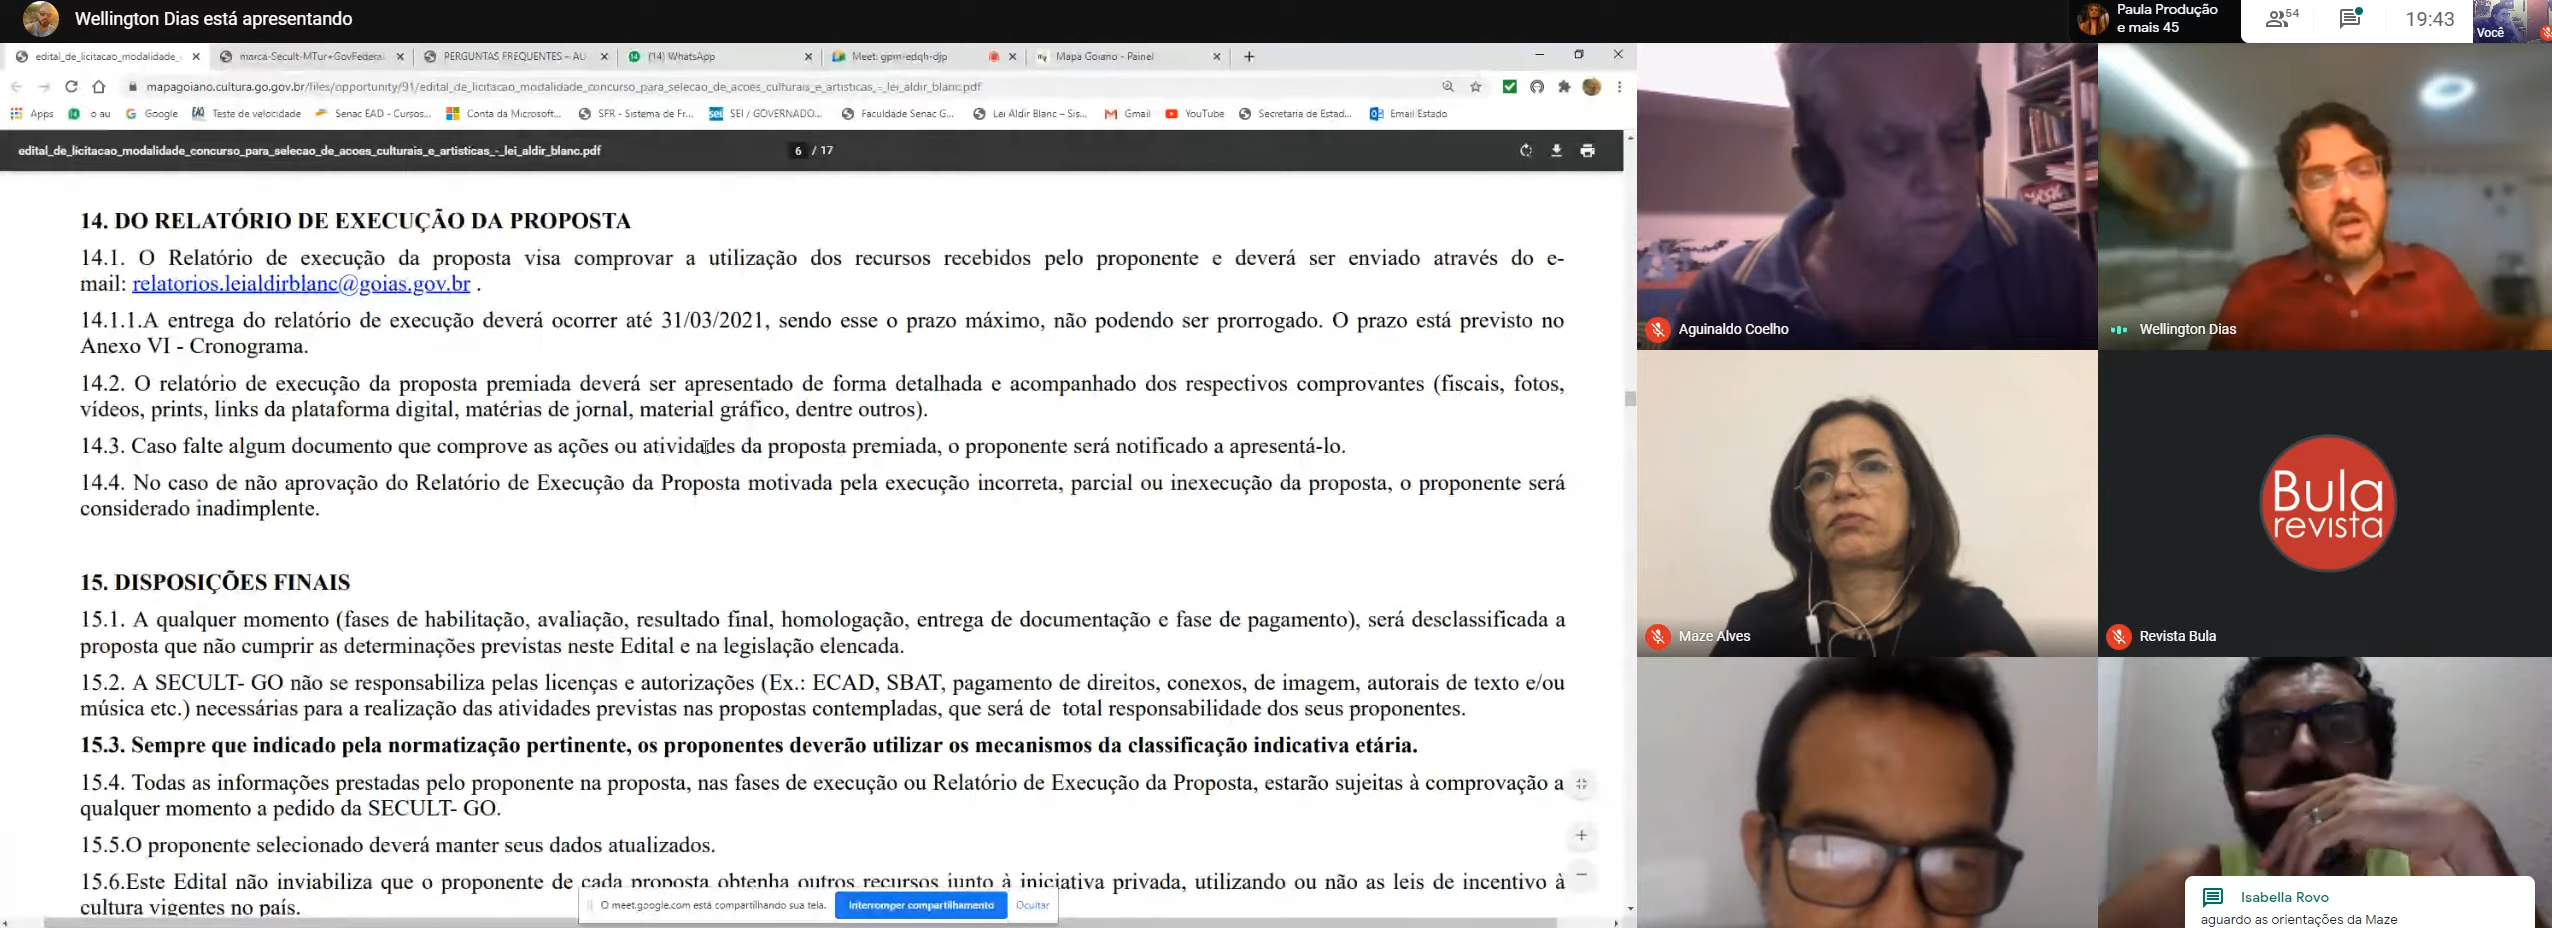 Wellington Dias está apresentando
Paula Produção
e mais 45
54
19:43
Você
edital_de_licitacao_modalidade_
marca-Secult-MTur+GovFederal
PERGUNTAS FREQUENTES – AU
(14) WhatsApp
Meet: gpm-edqh-djp
Mapa Goiano - Painel
mapagoiano.cultura.go.gov.br/files/opportunity/91/edital_de_licitacao_modalidade_concurso_para_selecao_de_acoes_culturais_e_artisticas_-_lei_aldir_blanc.pdf
Apps
o au
Google
Teste de velocidade
Senac EAD - Cursos...
Conta da Microsoft...
SFR - Sistema de Fr...
SEI / GOVERNADO...
Faculdade Senac G...
Lei Aldir Blanc – Sis...
Gmail
YouTube
Secretaria de Estad...
Email Estado
edital_de_licitacao_modalidade_concurso_para_selecao_de_acoes_culturais_e_artisticas_-_lei_aldir_blanc.pdf
6 / 17
14. DO RELATÓRIO DE EXECUÇÃO DA PROPOSTA
14.1. O Relatório de execução da proposta visa comprovar a utilização dos recursos recebidos pelo proponente e deverá ser enviado através do e-
mail: relatorios.leialdirblanc@goias.gov.br .
14.1.1.A entrega do relatório de execução deverá ocorrer até 31/03/2021, sendo esse o prazo máximo, não podendo ser prorrogado. O prazo está previsto no
Anexo VI - Cronograma.
14.2. O relatório de execução da proposta premiada deverá ser apresentado de forma detalhada e acompanhado dos respectivos comprovantes (fiscais, fotos,
vídeos, prints, links da plataforma digital, matérias de jornal, material gráfico, dentre outros).
14.3. Caso falte algum documento que comprove as ações ou atividades da proposta premiada, o proponente será notificado a apresentá-lo.
14.4. No caso de não aprovação do Relatório de Execução da Proposta motivada pela execução incorreta, parcial ou inexecução da proposta, o proponente será
considerado inadimplente.
15. DISPOSIÇÕES FINAIS
15.1. A qualquer momento (fases de habilitação, avaliação, resultado final, homologação, entrega de documentação e fase de pagamento), será desclassificada a
proposta que não cumprir as determinações previstas neste Edital e na legislação elencada.
15.2. A SECULT- GO não se responsabiliza pelas licenças e autorizações (Ex.: ECAD, SBAT, pagamento de direitos, conexos, de imagem, autorais de texto e/ou
música etc.) necessárias para a realização das atividades previstas nas propostas contempladas, que será de total responsabilidade dos seus proponentes.
15.3. Sempre que indicado pela normatização pertinente, os proponentes deverão utilizar os mecanismos da classificação indicativa etária.
15.4. Todas as informações prestadas pelo proponente na proposta, nas fases de execução ou Relatório de Execução da Proposta, estarão sujeitas à comprovação a
qualquer momento a pedido da SECULT- GO.
15.5.O proponente selecionado deverá manter seus dados atualizados.
15.6.Este Edital não inviabiliza que o proponente de cada proposta obtenha outros recursos junto à iniciativa privada, utilizando ou não as leis de incentivo à
cultura vigentes no país.
O meet.google.com está compartilhando sua tela.
Interromper compartilhamento
Ocultar
Aguinaldo Coelho
Wellington Dias
Maze Alves
Bula
revista
Revista Bula
Isabella Rovo
aguardo as orientações da Maze